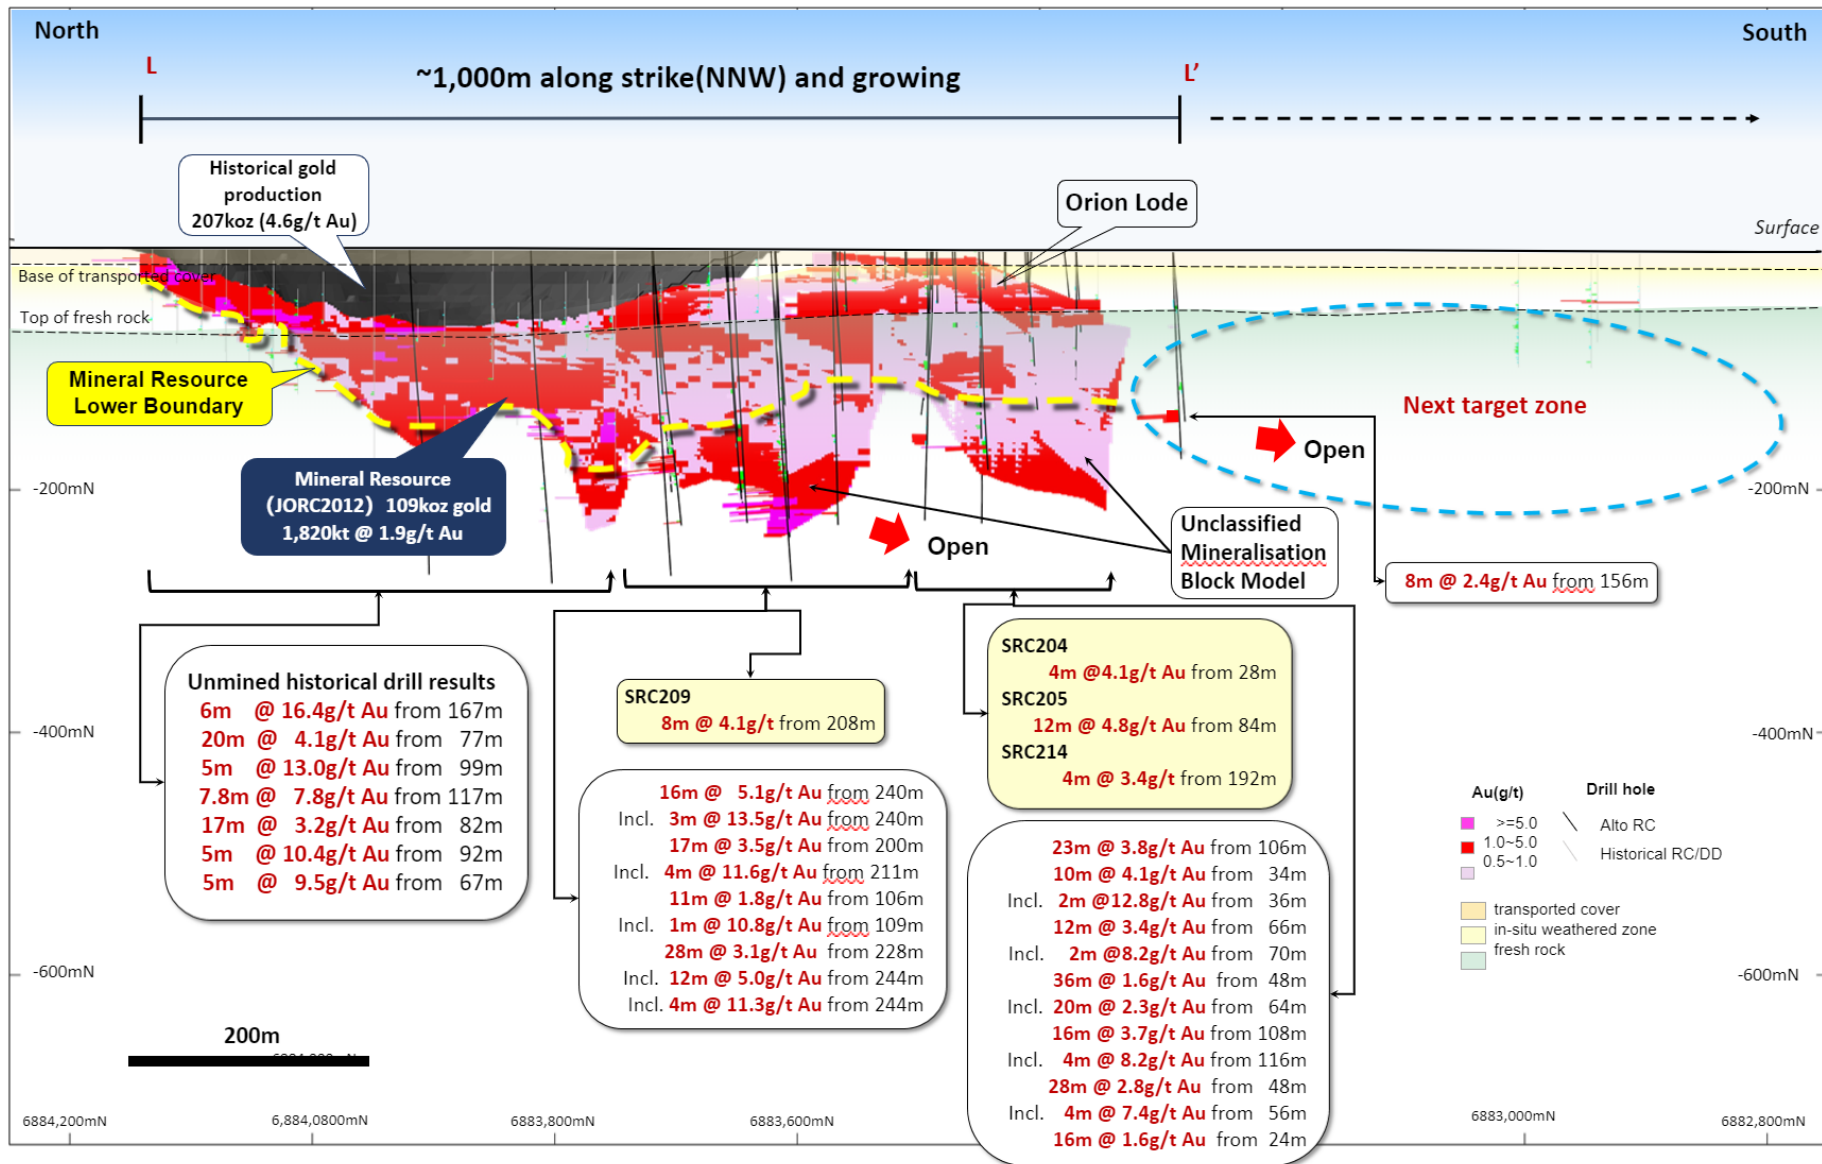 North
South
L
L'
~1,000m along strike(NNW) and growing
Historical gold
production
207koz (4.6g/t Au)
Orion Lode
Surface
Base of transported cover
Top of fresh rock
Mineral Resource
Lower Boundary
Next target zone
Open
Mineral Resource
(JORC2012) 109koz gold
1,820kt @ 1.9g/t Au
-200mN
-200mN
Unclassified
Mineralisation
Block Model
Open
8m @ 2.4g/t Au from 156m
Unmined historical drill results
6m @ 16.4g/t Au from 167m
20m @ 4.1g/t Au from 77m
5m @ 13.0g/t Au from 99m
7.8m @ 7.8g/t Au from 117m
17m @ 3.2g/t Au from 82m
5m @ 10.4g/t Au from 92m
5m @ 9.5g/t Au from 67m
SRC209
8m @ 4.1g/t from 208m
SRC204
4m @4.1g/t Au from 28m
SRC205
12m @ 4.8g/t Au from 84m
SRC214
4m @ 3.4g/t from 192m
-400mN
-400mN
16m @ 5.1g/t Au from 240m
Incl. 3m @ 13.5g/t Au from 240m
17m @ 3.5g/t Au from 200m
Incl. 4m @ 11.6g/t Au from 211m
11m @ 1.8g/t Au from 106m
Incl. 1m @ 10.8g/t Au from 109m
28m @ 3.1g/t Au from 228m
Incl. 12m @ 5.0g/t Au from 244m
Incl. 4m @ 11.3g/t Au from 244m
23m @ 3.8g/t Au from 106m
10m @ 4.1g/t Au from 34m
Incl. 2m @12.8g/t Au from 36m
12m @ 3.4g/t Au from 66m
Incl. 2m @8.2g/t Au from 70m
36m @ 1.6g/t Au from 48m
Incl. 20m @ 2.3g/t Au from 64m
16m @ 3.7g/t Au from 108m
Incl. 4m @ 8.2g/t Au from 116m
28m @ 2.8g/t Au from 48m
Incl. 4m @ 7.4g/t Au from 56m
16m @ 1.6g/t Au from 24m
Au(g/t)
Drill hole
>=5.0
Alto RC
1.0~5.0
0.5~1.0
Historical RC/DD
transported cover
in-situ weathered zone
fresh rock
-600mN
-600mN
200m
6884,200mN
6,884,0800mN
6883,800mN
6883,600mN
6883,000mN
6882,800mN